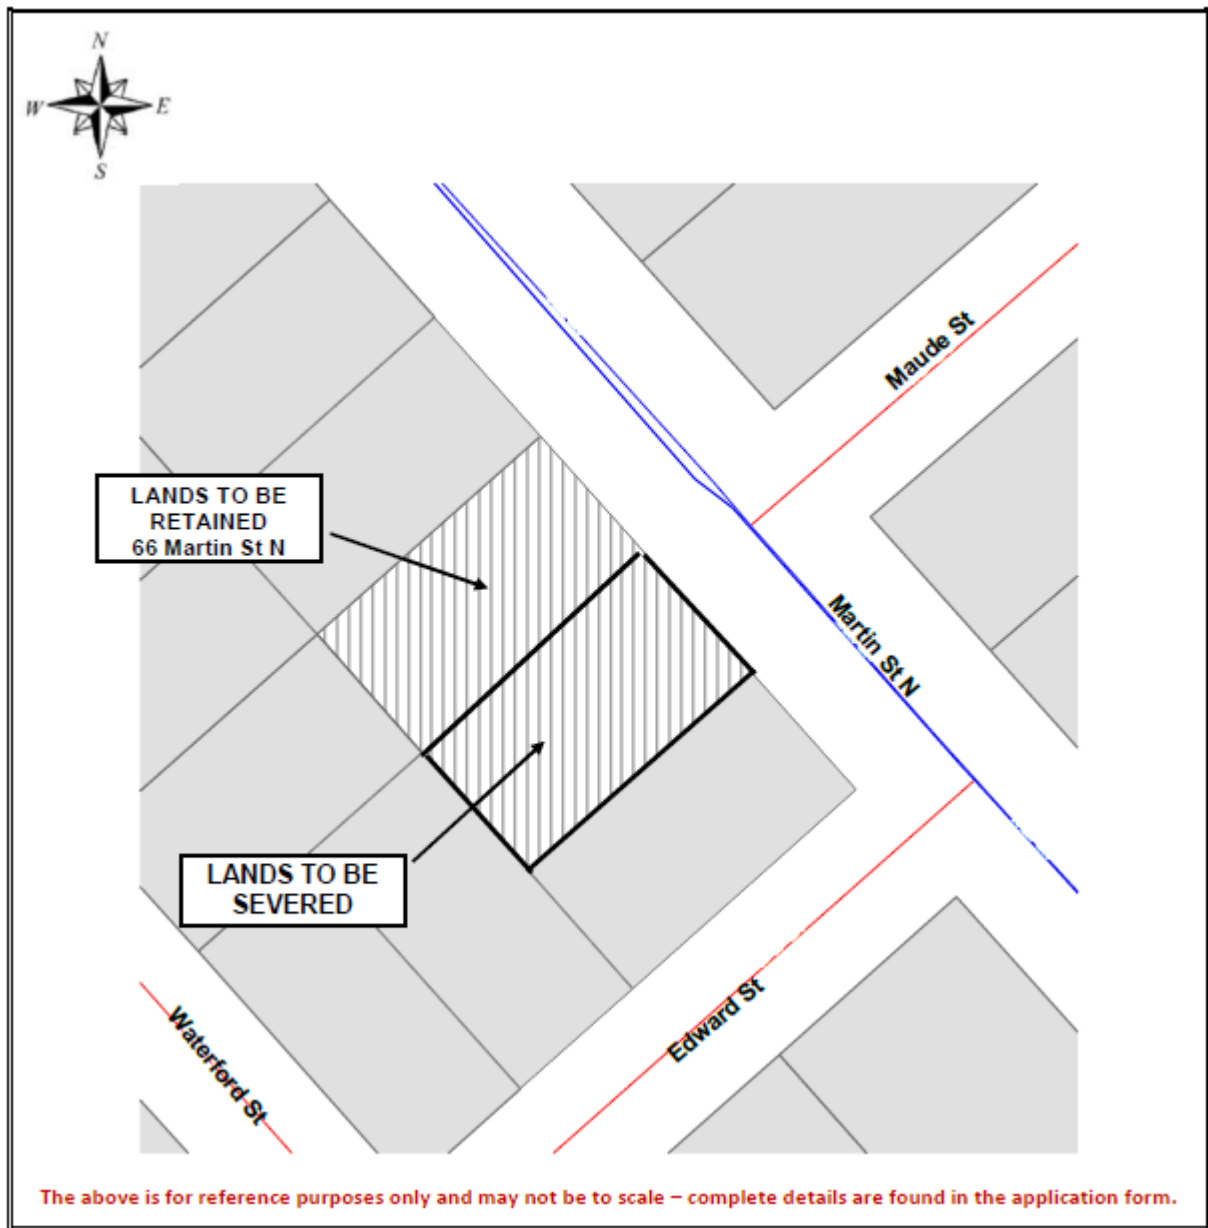 N
W E
S
Maude St
LANDS TO BE
RETAINED
66 Martin St N
Martin St N
LANDS TO BE
SEVERED
Edward St
Waterford St
The above is for reference purposes only and may not be to scale – complete details are found in the application form.